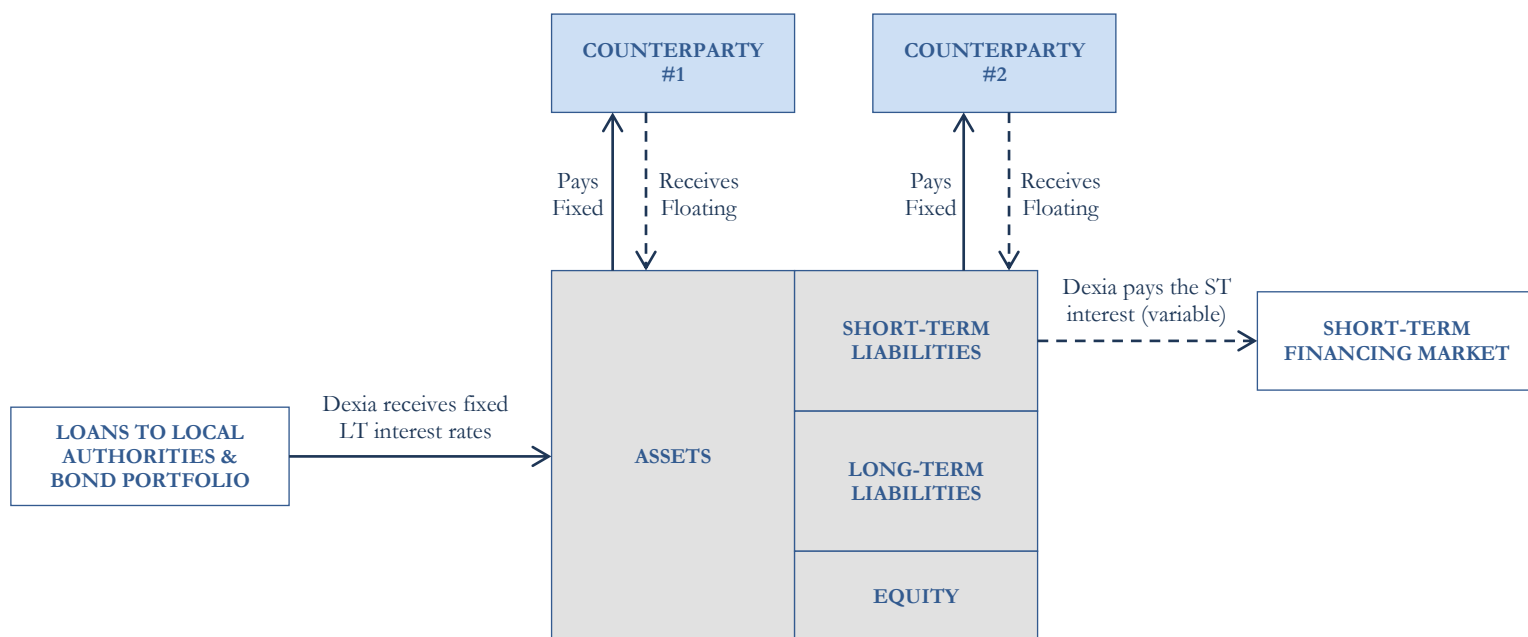 COUNTERPARTY
#1
COUNTERPARTY
#2
Pays
Fixed
Receives
Floating
Pays
Fixed
Receives
Floating
Dexia pays the ST
interest (variable)
SHORT-TERM
LIABILITIES
SHORT-TERM
FINANCING MARKET
Dexia receives fixed
LT interest rates
LOANS TO LOCAL
AUTHORITIES &
BOND PORTFOLIO
ASSETS
LONG-TERM
LIABILITIES
EQUITY